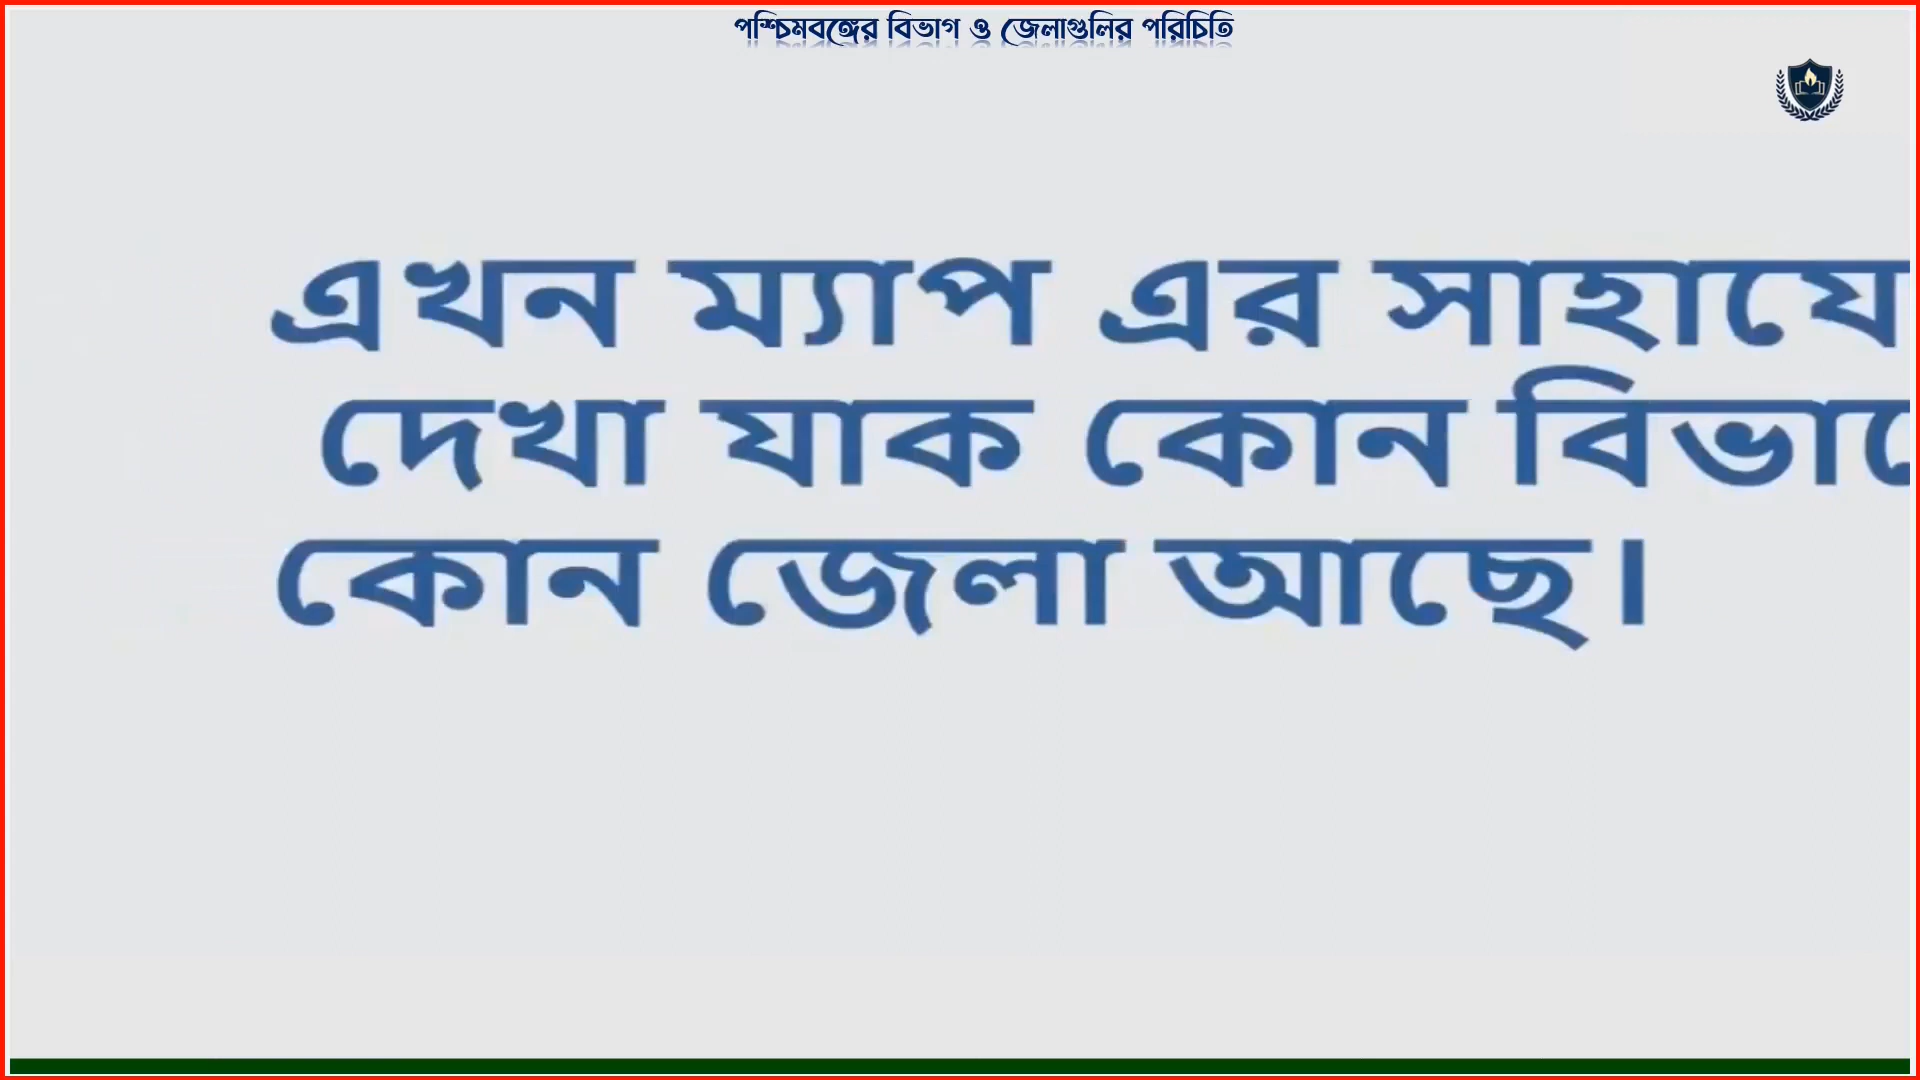 পশ্চিমবঙ্গের বিভাগ ও জেলাগুলির পরিচিতি
এখন ম্যাপ এর সাহায্যে
দেখা যাক কোন বিভাগে
কোন জেলা আছে।